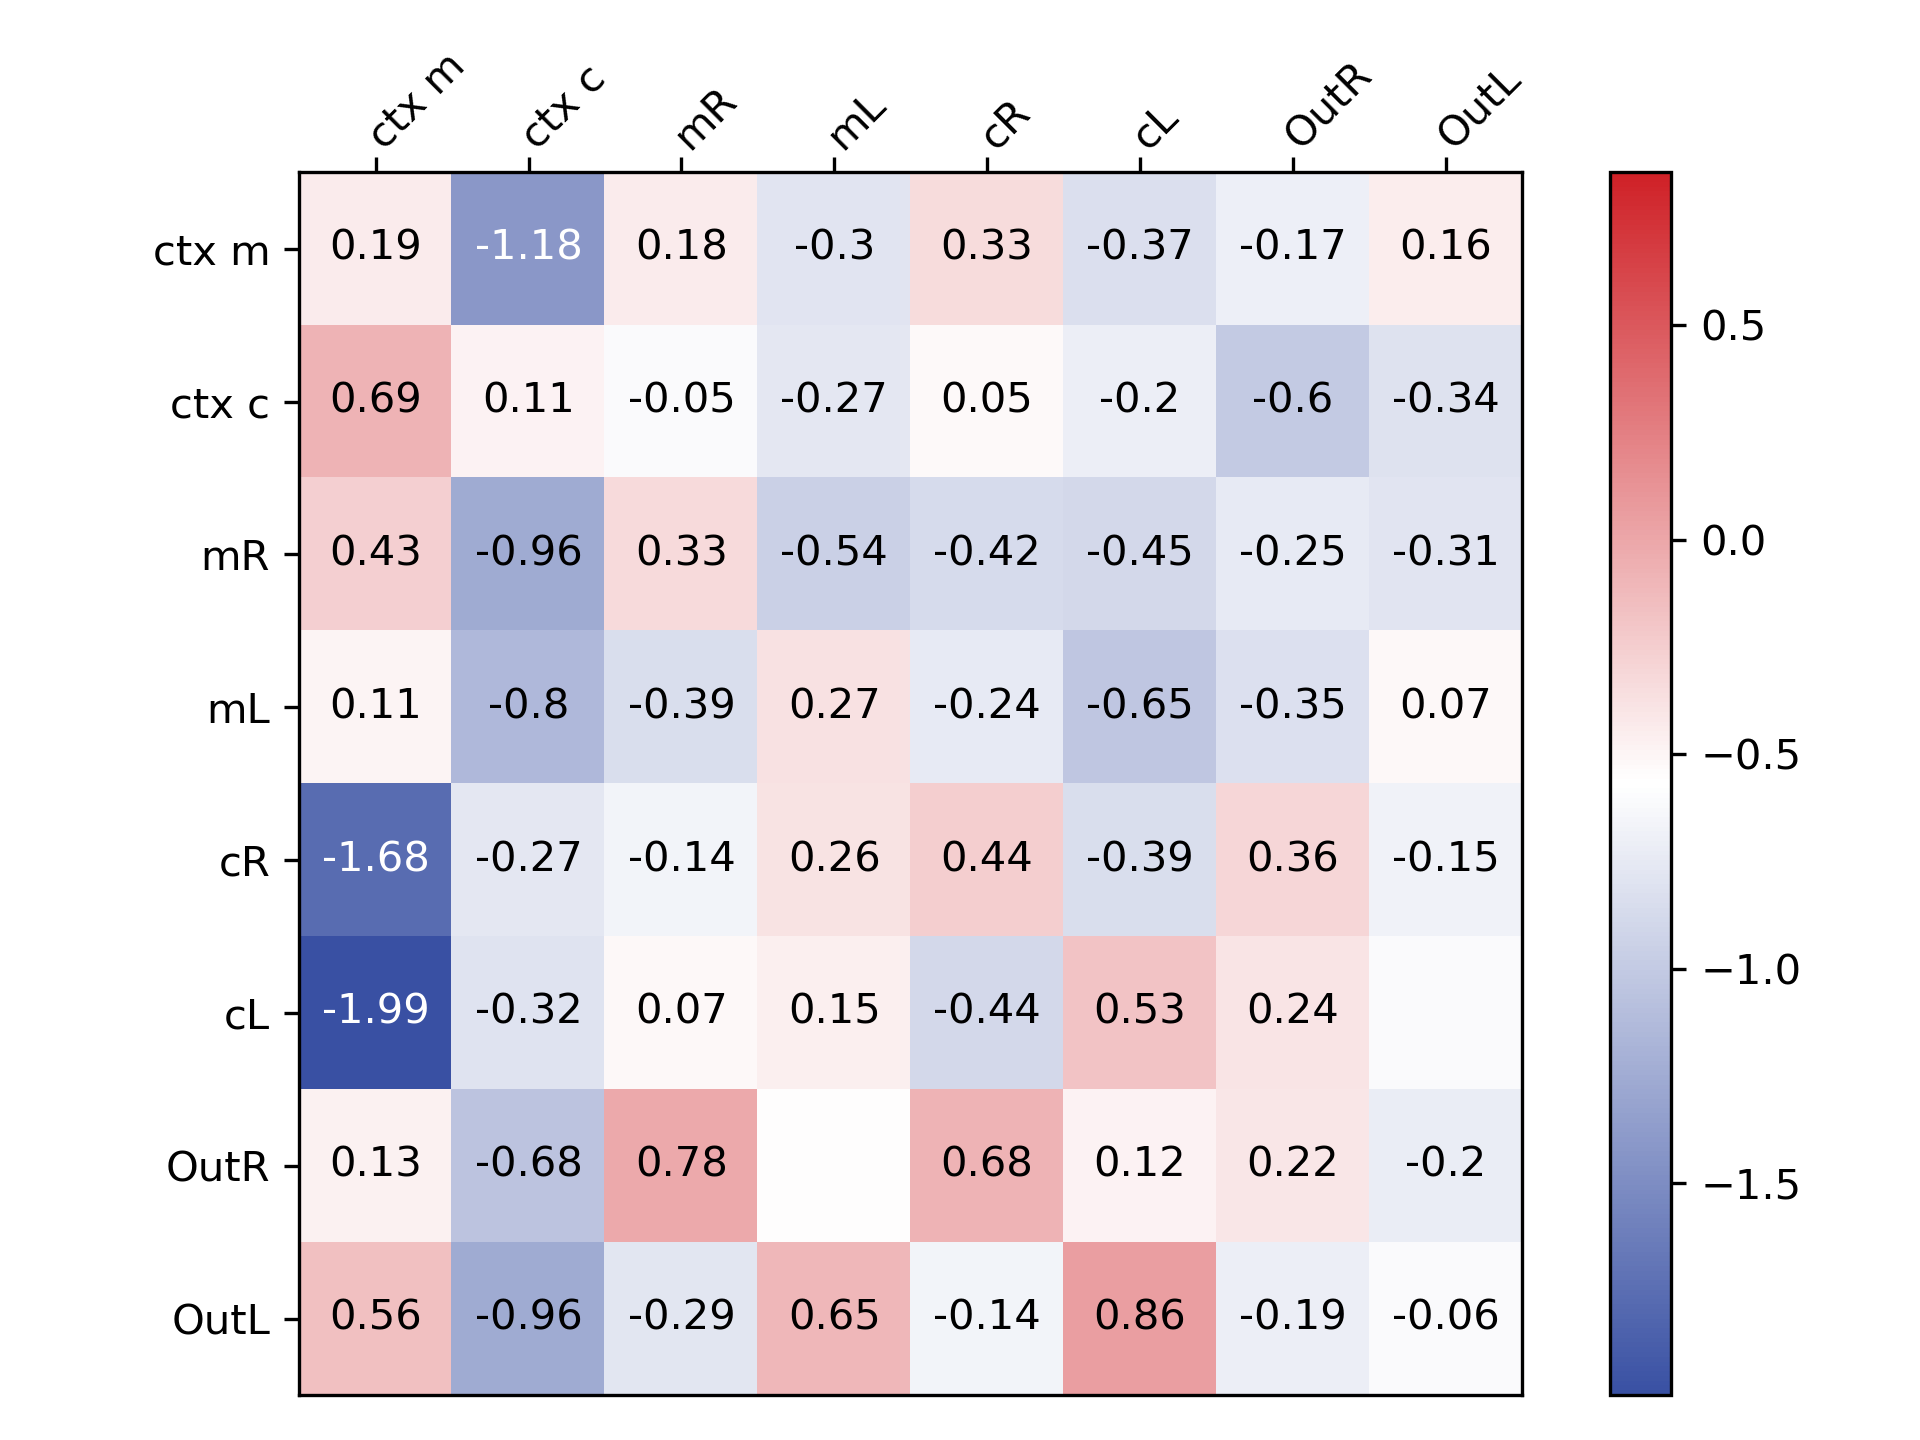 ctx m ctx c mR mL cR cL OutR OutL
ctx m 0.19 -1.18 0.18 -0.3 0.33 -0.37 -0.17 0.16
ctx c 0.69 0.11 -0.05 -0.27 0.05 -0.2 -0.6 -0.34
mR 0.43 -0.96 0.33 -0.54 -0.42 -0.45 -0.25 -0.31
mL 0.11 -0.8 -0.39 0.27 -0.24 -0.65 -0.35 0.07
cR -1.68 -0.27 -0.14 0.26 0.44 -0.39 0.36 -0.15
cL -1.99 -0.32 0.07 0.15 -0.44 0.53 0.24
OutR 0.13 -0.68 0.78 0.68 0.12 0.22 -0.2
OutL 0.56 -0.96 -0.29 0.65 -0.14 0.86 -0.19 -0.06
0.5
0.0
−0.5
−1.0
−1.5